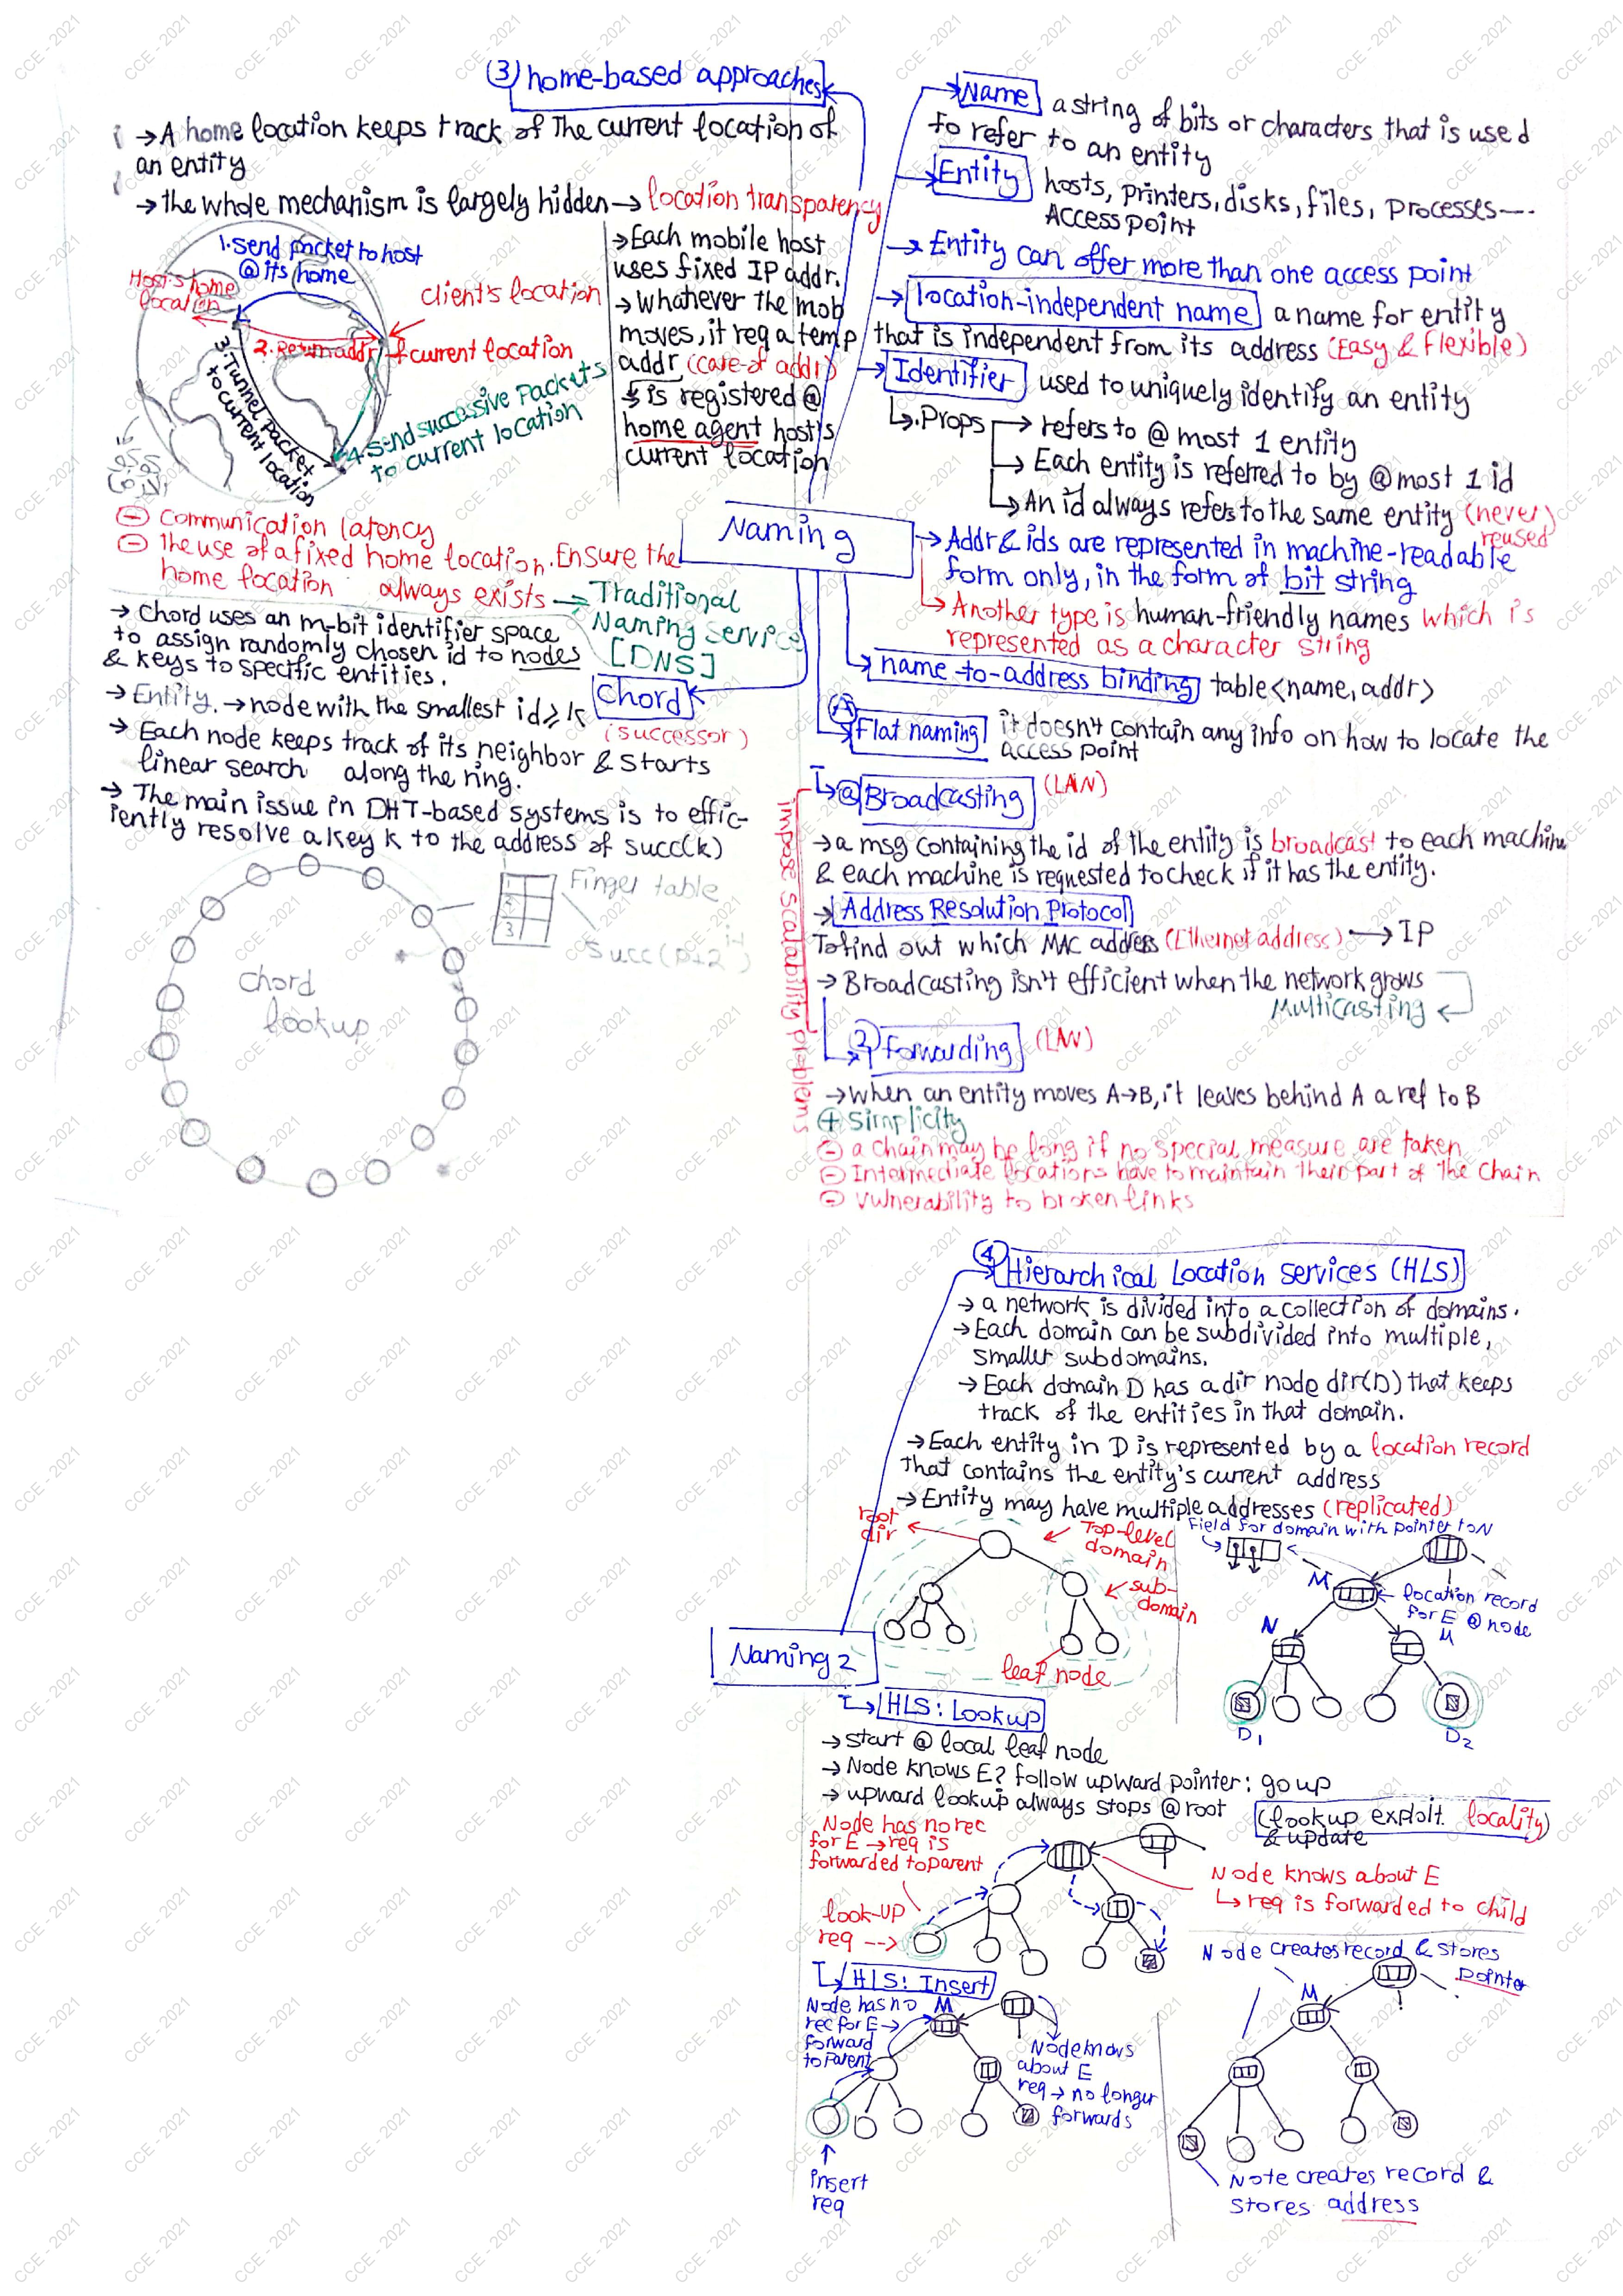 (3) home-based approaches
→ A home location keeps track of The current location of
an entity
→ the whole mechanism is largely hidden → location transparency
1. Send packet to host
@ its home
Host's home
location
client's location
2. Return addr of current location
3. Tunnel packet
to current location
4. Send successive packets
to current location
→ Each mobile host
uses fixed IP addr.
→ whatever the mob
moves, it req a temp
addr (care-of addr)
↳ is registered @
home agent host's
current location
⊖ communication latency
⊖ the use of a fixed home location. Ensure the
home location always exists → Traditional
Naming service
[DNS]
→ Chord uses an m-bit identifier space
to assign randomly chosen id to nodes
& keys to specific entities.
Chord
→ Entity. → node with the smallest id ≥ k
(successor)
→ Each node keeps track of its neighbor & starts
linear search along the ring.
→ The main issue in DHT-based systems is to effic-
iently resolve a key k to the address of succ(k)
Finger table
1
2
3
chord
lookup
Naming
Name a string of bits or characters that is used
to refer to an entity
→ Entity hosts, printers, disks, files, processes ---
Access point
→ Entity can offer more than one access point
→ location-independent name a name for entity
that is independent from its address (Easy & Flexible)
→ Identifier used to uniquely identify an entity
↳ Props → refers to @ most 1 entity
↳ Each entity is referred to by @ most 1 id
↳ An id always refers to the same entity (never
reused)
→ Addr & ids are represented in machine-readable
form only, in the form of bit string
↳ Another type is human-friendly names which is
represented as a character string
→ name-to-address binding table <name, addr>
(A)
Flat naming it doesn't contain any info on how to locate the
access point
↳ @ Broadcasting (LAN)
impose scalability problems
→ a msg containing the id of the entity is broadcast to each machine
& each machine is requested to check if it has the entity.
→ Address Resolution Protocol
To find out which MAC address (Ethernet address) → IP
→ Broadcasting isn't efficient when the network grows
Multicasting ←
(2) Forwarding (LAN)
→ when an entity moves A→B, it leaves behind A a ref to B
⊕ Simplicity
⊖ a chain may be long if no special measure are taken
⊖ Intermediate locations have to maintain their part of the chain
⊖ vulnerability to broken links
(4) Hierarchical Location Services (HLS)
→ a network is divided into a collection of domains.
→ Each domain can be subdivided into multiple,
smaller subdomains.
→ Each domain D has a dir node dir(D) that keeps
track of the entities in that domain.
→ Each entity in D is represented by a location record
That contains the entity's current address
→ Entity may have multiple addresses (replicated)
root
dir
Top-level
domain
sub-
domain
leaf node
Field for domain with pointer to N
M
location record
for E @ node
M
N
D1
D2
Naming 2
↳ HLS: Lookup
→ start @ local leaf node
→ Node knows E? follow upward pointer: go up
→ upward lookup always stops @ root
(lookup exploit. locality)
& update
Node has no rec
for E → req is
forwarded to parent
Node knows about E
↳ req is forwarded to child
look-up
req -->
↳ HLS: Insert
Node has no
rec for E →
forward
to parent
M
Node knows
about E
req → no longer
forwards
insert
req
Node creates record & stores
pointer
M
Note creates record &
stores address
CCE - 2021